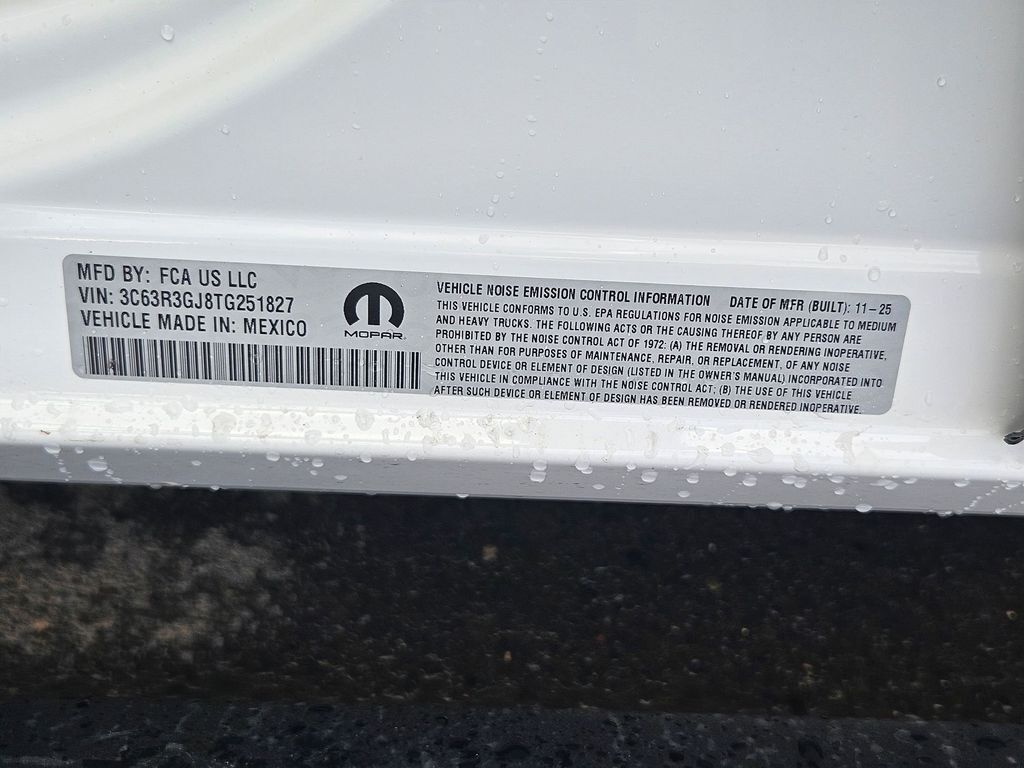 MFD BY: FCA US LLC
VIN: 3C63R3GJ8TG251827
VEHICLE MADE IN: MEXICO
MOPAR
VEHICLE NOISE EMISSION CONTROL INFORMATION DATE OF MFR (BUILT): 11-25
THIS VEHICLE CONFORMS TO U.S. EPA REGULATIONS FOR NOISE EMISSION APPLICABLE TO MEDIUM
AND HEAVY TRUCKS. THE FOLLOWING ACTS OR THE CAUSING THEREOF BY ANY PERSON ARE
PROHIBITED BY THE NOISE CONTROL ACT OF 1972: (A) THE REMOVAL OR RENDERING INOPERATIVE,
OTHER THAN FOR PURPOSES OF MAINTENANCE, REPAIR, OR REPLACEMENT, OF ANY NOISE
CONTROL DEVICE OR ELEMENT OF DESIGN (LISTED IN THE OWNER'S MANUAL) INCORPORATED INTO
THIS VEHICLE IN COMPLIANCE WITH THE NOISE CONTROL ACT; (B) THE USE OF THIS VEHICLE
AFTER SUCH DEVICE OR ELEMENT OF DESIGN HAS BEEN REMOVED OR RENDERED INOPERATIVE.